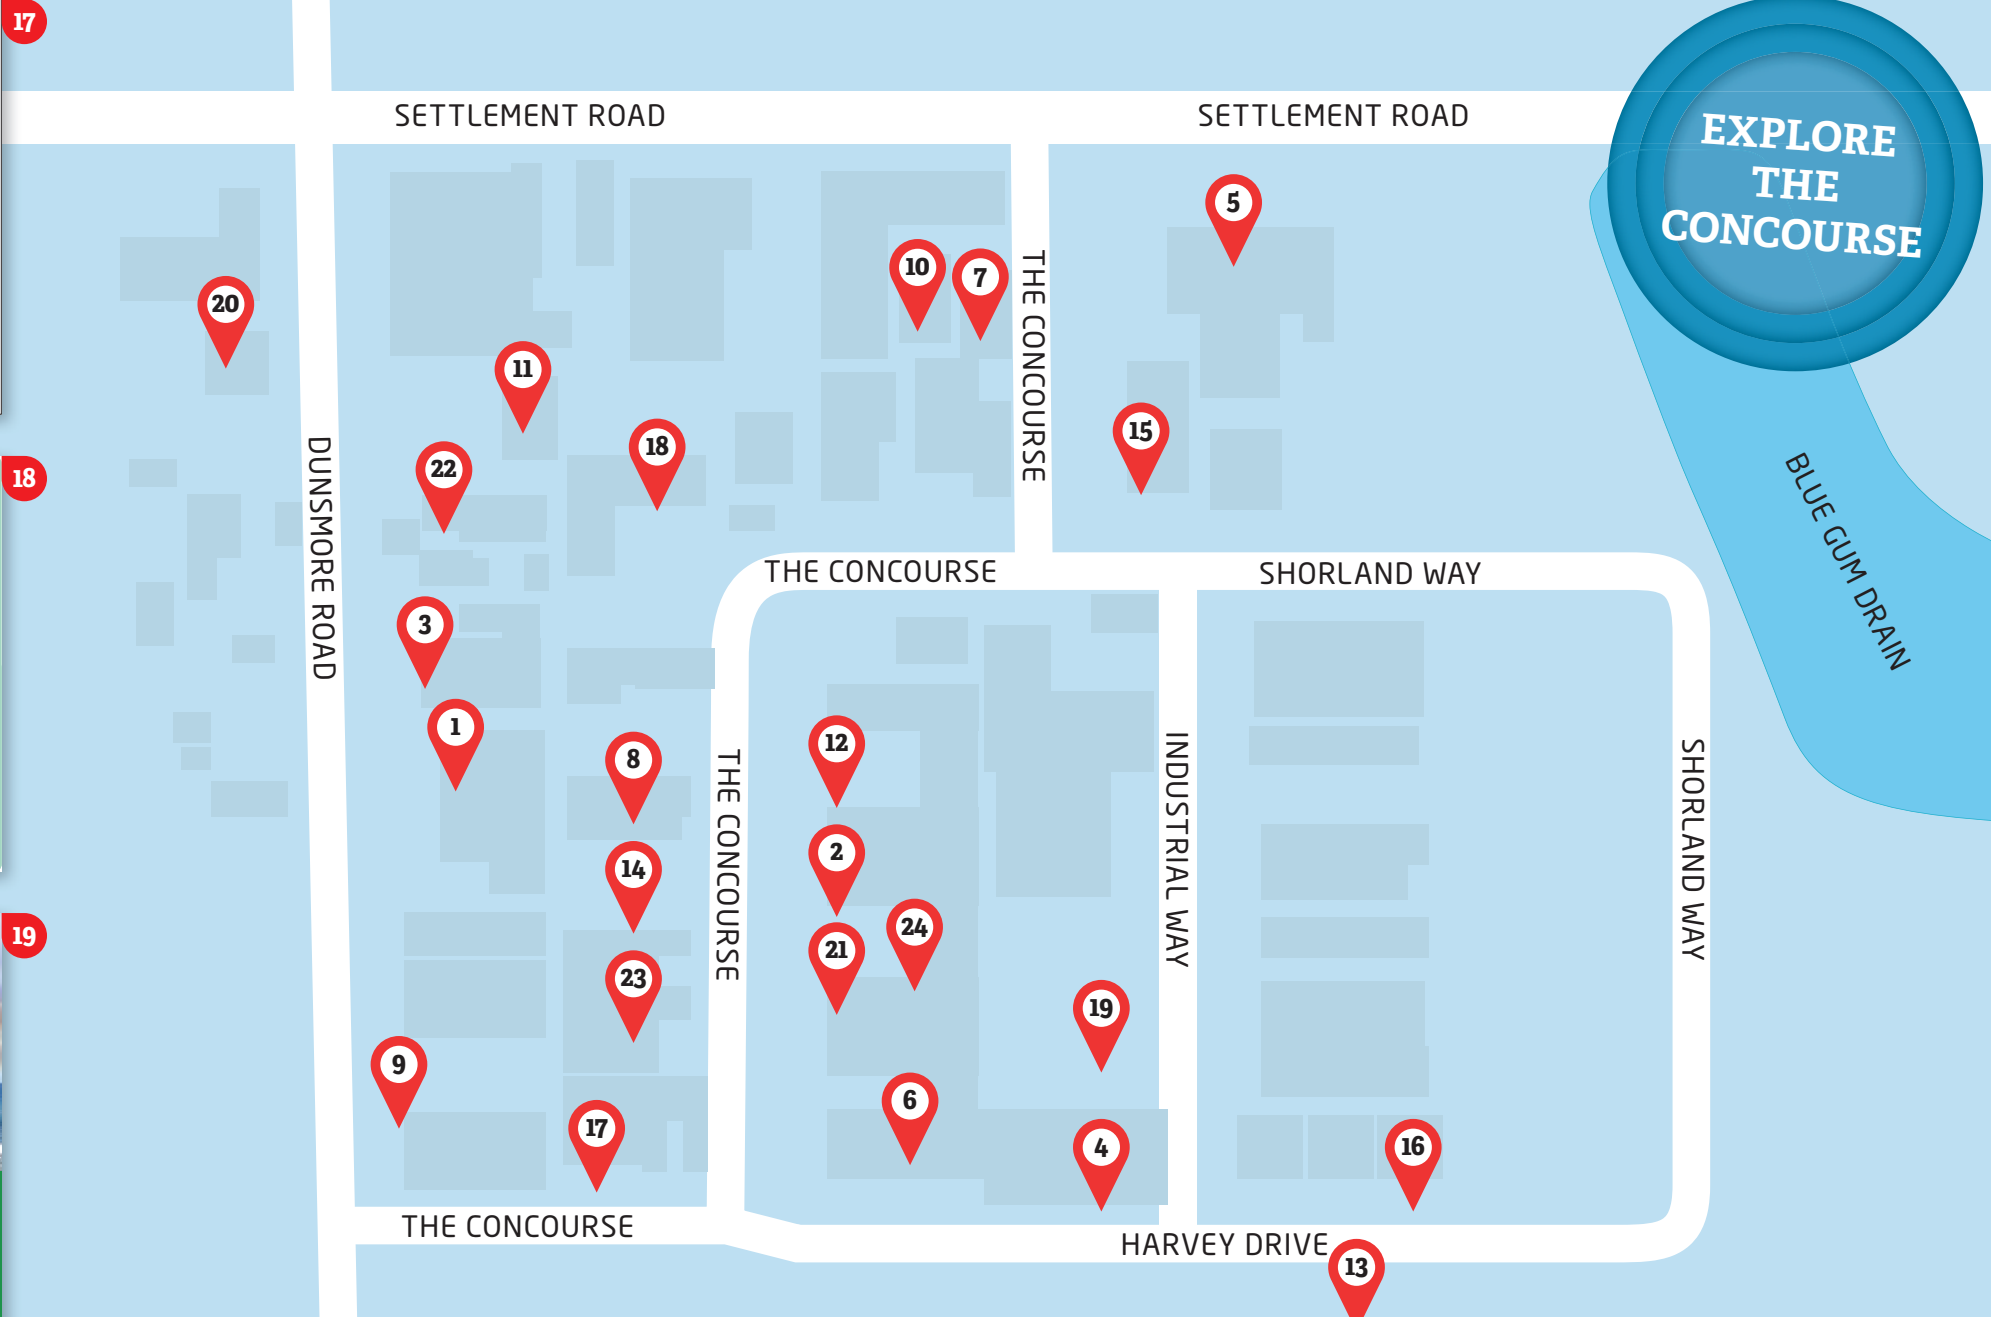 17
SETTLEMENT ROAD
SETTLEMENT ROAD
EXPLORE
THE
CONCOURSE
5
10
7
20
THE CONCOURSE
11
15
18
22
18
DUNSMORE ROAD
BLUE GUM DRAIN
THE CONCOURSE
SHORLAND WAY
3
1
12
8
2
14
THE CONCOURSE
INDUSTRIAL WAY
SHORLAND WAY
19
24
21
23
19
9
6
17
4
16
THE CONCOURSE
HARVEY DRIVE
13